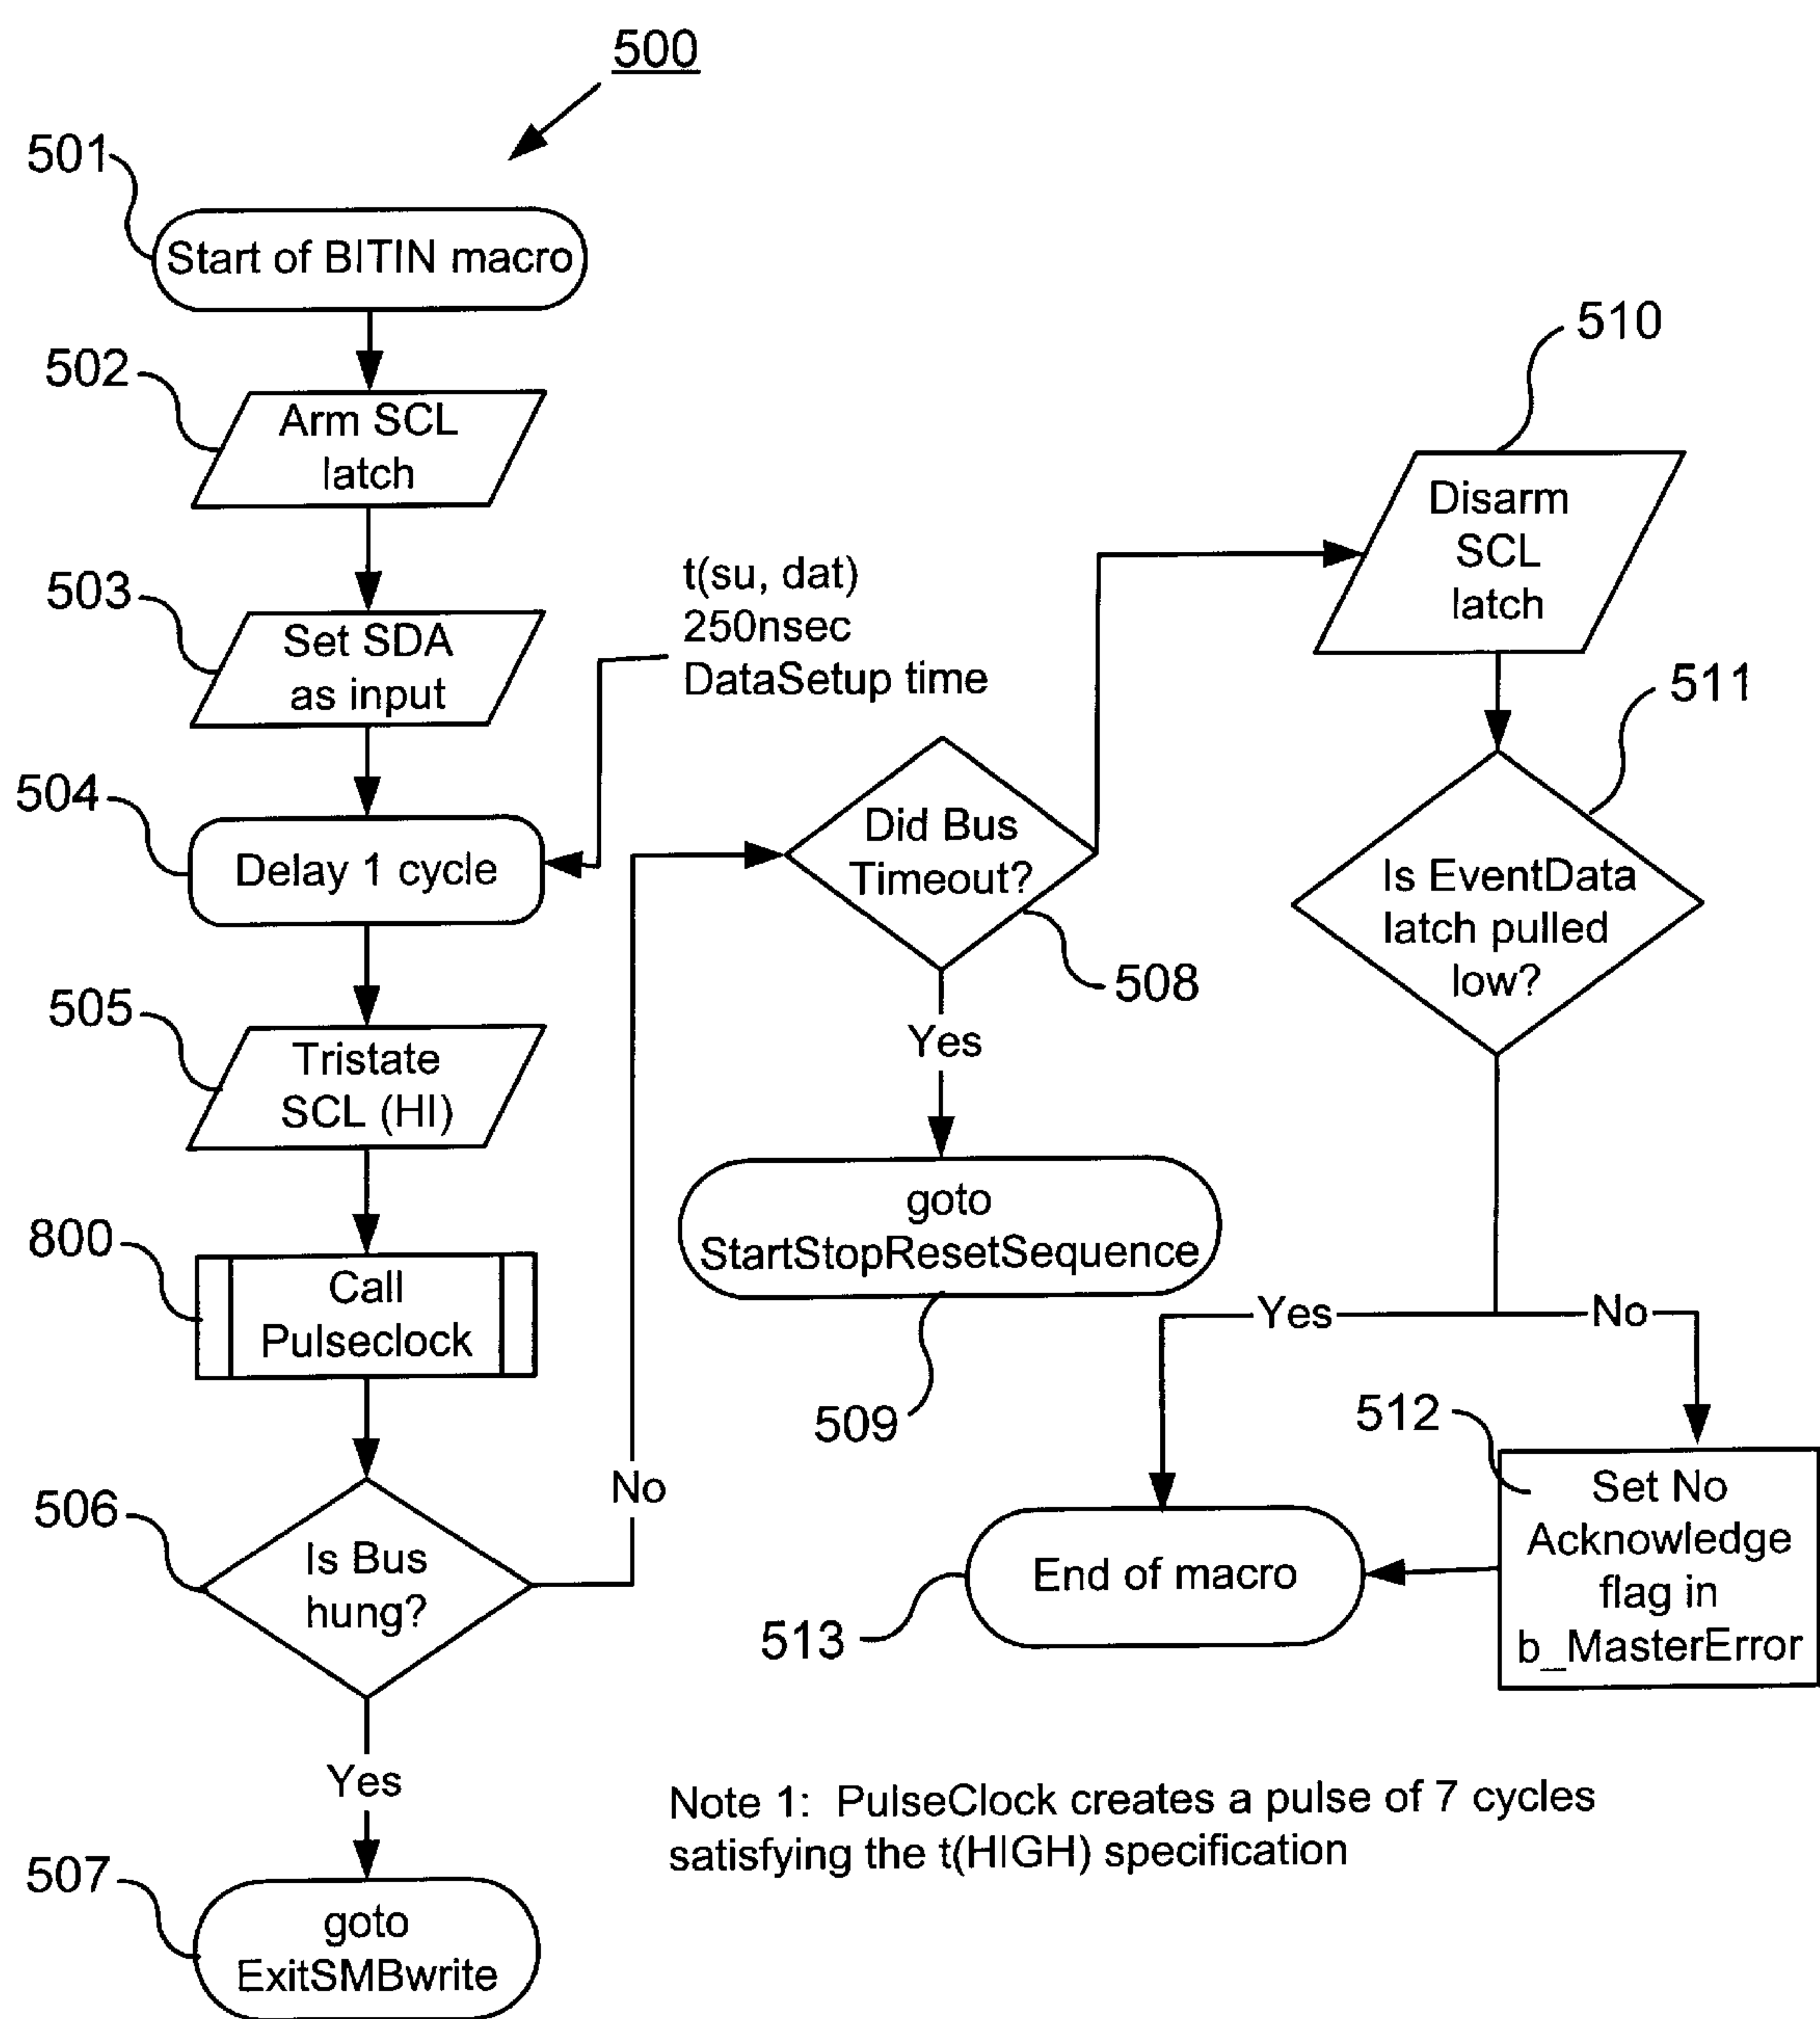 500
501
Start of BITIN macro
502
Arm SCL
latch
503
Set SDA
as input
t(su, dat)
250nsec
DataSetup time
504
Delay 1 cycle
505
Tristate
SCL (HI)
800
Call
Pulseclock
506
Is Bus
hung?
No
Yes
507
goto
ExitSMBwrite
Did Bus
Timeout?
508
Yes
goto
StartStopResetSequence
509
510
Disarm
SCL
latch
511
Is EventData
latch pulled
low?
Yes
No
512
Set No
Acknowledge
flag in
b_MasterError
End of macro
513
Note 1: PulseClock creates a pulse of 7 cycles
satisfying the t(HIGH) specification